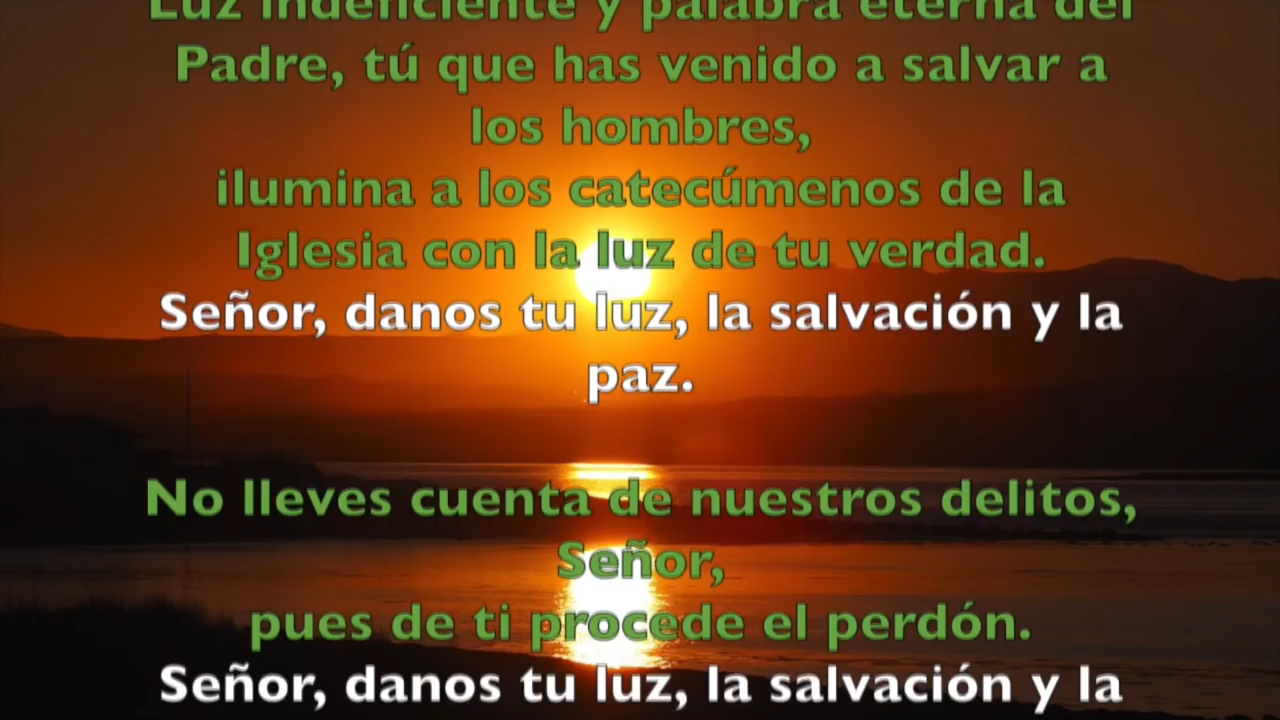 Luz indeficiente y palabra eterna del
Padre, tú que has venido a salvar a
los hombres,
ilumina a los catecúmenos de la
Iglesia con la luz de tu verdad.
Señor, danos tu luz, la salvación y la
paz.
No lleves cuenta de nuestros delitos,
Señor,
pues de ti procede el perdón.
Señor, danos tu luz, la salvación y la